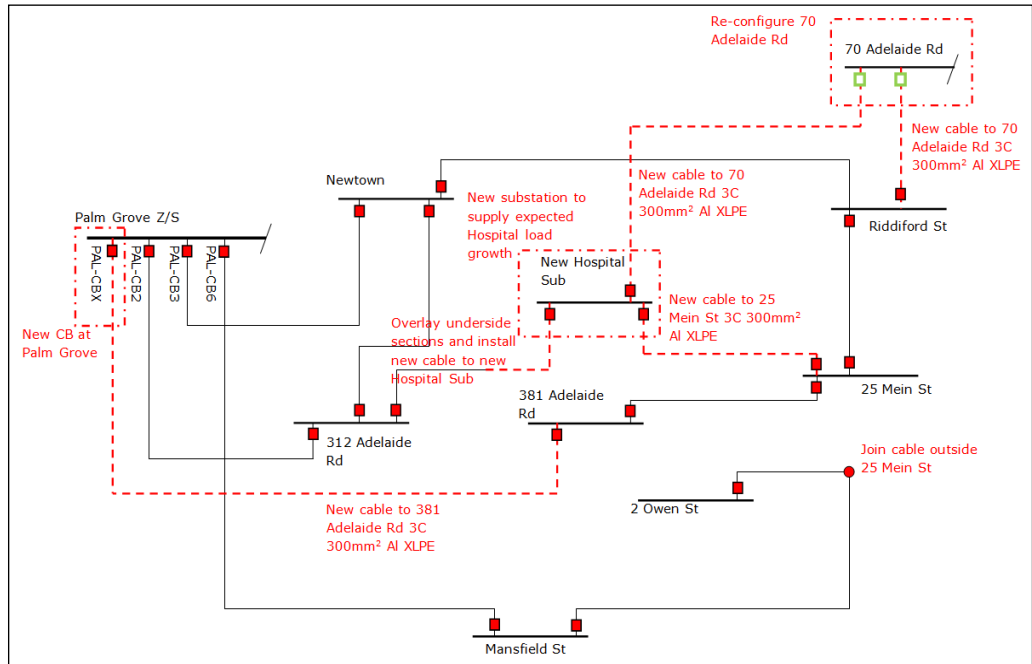 Re-configure 70
Adelaide Rd
70 Adelaide Rd
New cable to 70
Adelaide Rd 3C
300mm² Al XLPE
Riddiford St
Newtown
New cable to 70
Adelaide Rd 3C
300mm² Al XLPE
New substation to
supply expected
Hospital load
growth
Palm Grove Z/S
PAL-CBX
PAL-CB2
PAL-CB3
PAL-CB6
New CB at
Palm Grove
New Hospital
Sub
New cable to 25
Mein St 3C 300mm²
Al XLPE
Overlay underside
sections and install
new cable to new
Hospital Sub
25 Mein St
381 Adelaide
Rd
312 Adelaide
Rd
Join cable outside
25 Mein St
2 Owen St
New cable to 381
Adelaide Rd 3C
300mm² Al XLPE
Mansfield St